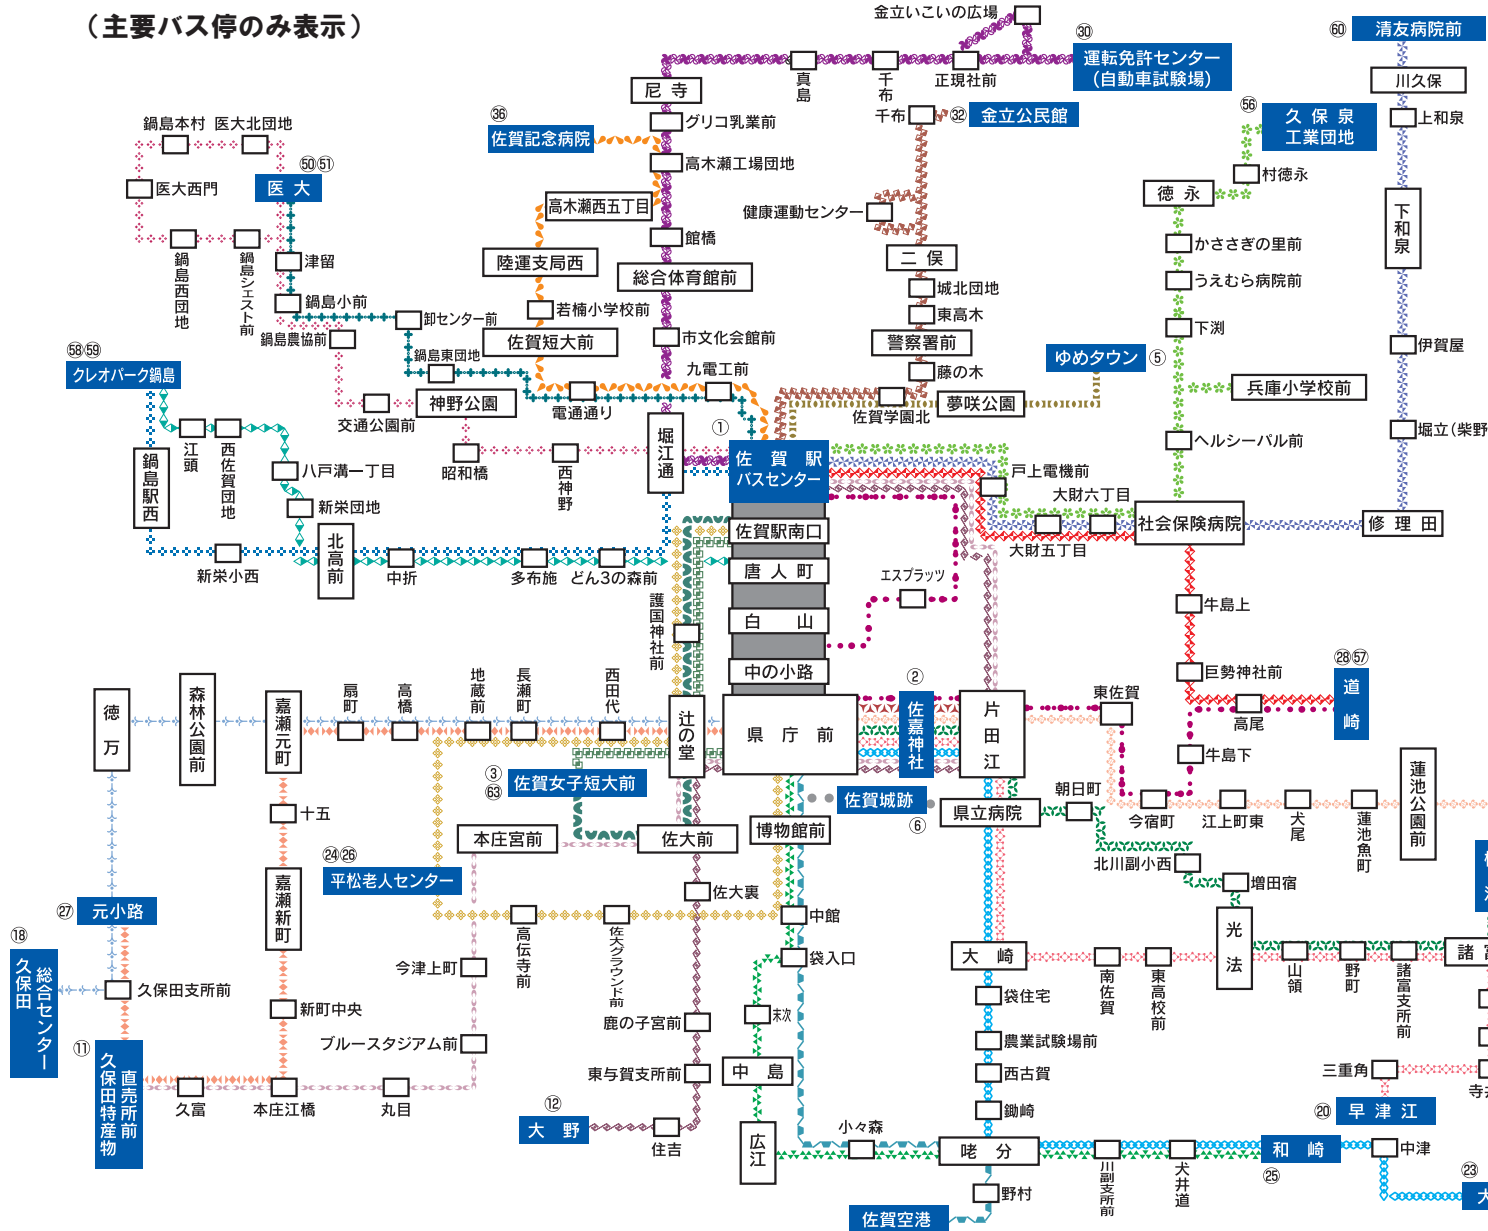 （主要バス停のみ表示）
金立いこいの広場
㉚
運転免許センター
（自動車試験場）
真島
千布
正現社前
尼寺
グリコ乳業前
㊱
佐賀記念病院
高木瀬工場団地
高木瀬西五丁目
館橋
陸運支局西
総合体育館前
若楠小学校前
佐賀短大前
市文化会館前
九電工前
電通通り
千布
㉜
金立公民館
健康運動センター
二俣
城北団地
東高木
警察署前
藤の木
佐賀学園北
夢咲公園
ゆめタウン
⑤
60
清友病院前
川久保
上和泉
56
久保泉
工業団地
村徳永
徳永
下和泉
かささぎの里前
うえむら病院前
下渕
伊賀屋
兵庫小学校前
ヘルシーパル前
堀立（柴野
鍋島本村
医大北団地
50 51
医大
医大西門
鍋島西団地
鍋島シェスト前
津留
鍋島小前
卸センター前
鍋島農協前
鍋島東団地
神野公園
交通公園前
昭和橋
西神野
堀江通
①
佐賀駅
バスセンター
58 59
クレオパーク鍋島
江頭
西佐賀団地
八戸溝一丁目
鍋島駅西
新栄団地
新栄小西
北高前
中折
多布施
どん3の森前
戸上電機前
大財六丁目
大財五丁目
社会保険病院
修理田
佐賀駅南口
唐人町
白山
中の小路
県庁前
エスプラッツ
護国神社前
牛島上
巨勢神社前
28 57
道崎
高尾
牛島下
東佐賀
②
佐嘉神社
片田江
徳万
森林公園前
嘉瀬元町
扇町
高橋
地蔵前
長瀬町
西田代
辻の堂
③
63
佐賀女子短大前
佐賀城跡
⑥
県立病院
朝日町
今宿町
江上町東
犬尾
蓮池魚町
蓮池公園前
北川副小西
増田宿
十五
嘉瀬新町
24 26
平松老人センター
本庄宮前
佐大前
博物館前
佐大裏
中館
高伝寺前
佐大グラウンド前
袋入口
27
元小路
⑱
総合センター
久保田
久保田支所前
新町中央
今津上町
⑪
直売所前
久保田特産物
ブルースタジアム前
久富
本庄江橋
丸目
鹿の子宮前
東与賀支所前
⑫
大野
住吉
末次
中島
広江
小々森
大崎
南佐賀
東高校前
光法
山領
野町
諸富支所前
諸富
袋住宅
農業試験場前
西古賀
鋤崎
咾分
野村
佐賀空港
川副支所前
犬井道
和崎
㉕
中津
㉓
大
三重角
寺井
⑳
早津江